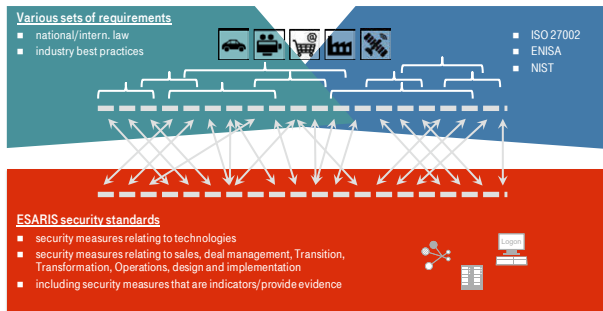 Various sets of requirements
national/intern. law
industry best practices
@
ISO 27002
ENISA
NIST
ESARIS security standards
security measures relating to technologies
security measures relating to sales, deal management, Transition,
Transformation, Operations, design and implementation
including security measures that are indicators/provide evidence
Logon